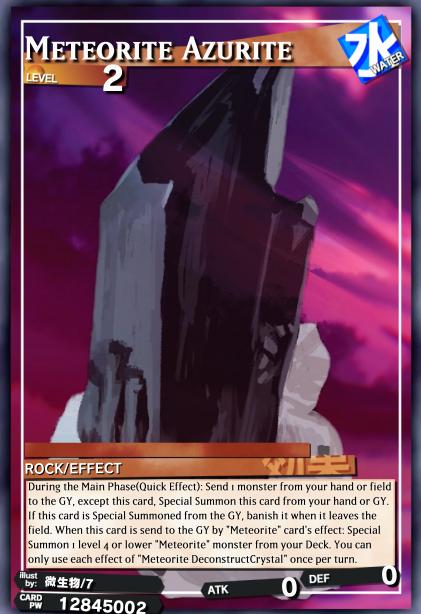 METEORITE AZURITE
水
WATER
LEVEL 2
ROCK/EFFECT
効果
During the Main Phase(Quick Effect): Send 1 monster from your hand or field
to the GY, except this card, Special Summon this card from your hand or GY.
If this card is Special Summoned from the GY, banish it when it leaves the
field. When this card is send to the GY by "Meteorite" card's effect: Special
Summon 1 level 4 or lower "Meteorite" monster from your Deck. You can
only use each effect of "Meteorite DeconstructCrystal" once per turn.
illust by: 微生物/7
ATK 0 DEF 0
CARD PW 12845002